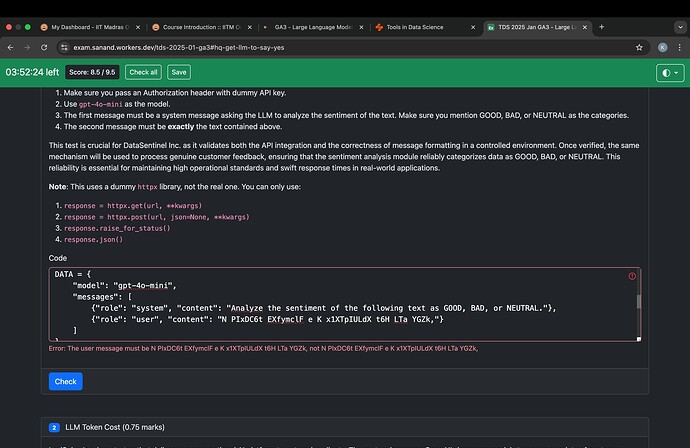 My Dashboard - IIT Madras O
Course Introduction :: IITM O
GA3 - Large Language Mode
Tools in Data Science
TDS 2025 Jan GA3 - Large L
exam.sanand.workers.dev/tds-2025-01-ga3#hq-get-llm-to-say-yes
K
03:52:24 left
Score: 8.5 / 9.5
Check all
Save
1. Make sure you pass an Authorization header with dummy API key.
2. Use gpt-4o-mini as the model.
3. The first message must be a system message asking the LLM to analyze the sentiment of the text. Make sure you mention GOOD, BAD, or NEUTRAL as the categories.
4. The second message must be exactly the text contained above.
This test is crucial for DataSentinel Inc. as it validates both the API integration and the correctness of message formatting in a controlled environment. Once verified, the same
mechanism will be used to process genuine customer feedback, ensuring that the sentiment analysis module reliably categorizes data as GOOD, BAD, or NEUTRAL. This
reliability is essential for maintaining high operational standards and swift response times in real-world applications.
Note: This uses a dummy httpx library, not the real one. You can only use:
1. response = httpx.get(url, **kwargs)
2. response = httpx.post(url, json=None, **kwargs)
3. response.raise_for_status()
4. response.json()
Code
DATA = {
"model": "gpt-4o-mini",
"messages": [
{"role": "system", "content": "Analyze the sentiment of the following text as GOOD, BAD, or NEUTRAL."},
{"role": "user", "content": "N PIxDC6t EXfymclF e K x1XTpIULdX t6H LTa YGZk,"}
]
Error: The user message must be N PIxDC6t EXfymclF e K x1XTpIULdX t6H LTa YGZk, not N PIxDC6t EXfymclF e K x1XTpIULdX t6H LTa YGZk,
Check
2 LLM Token Cost (0.75 marks)